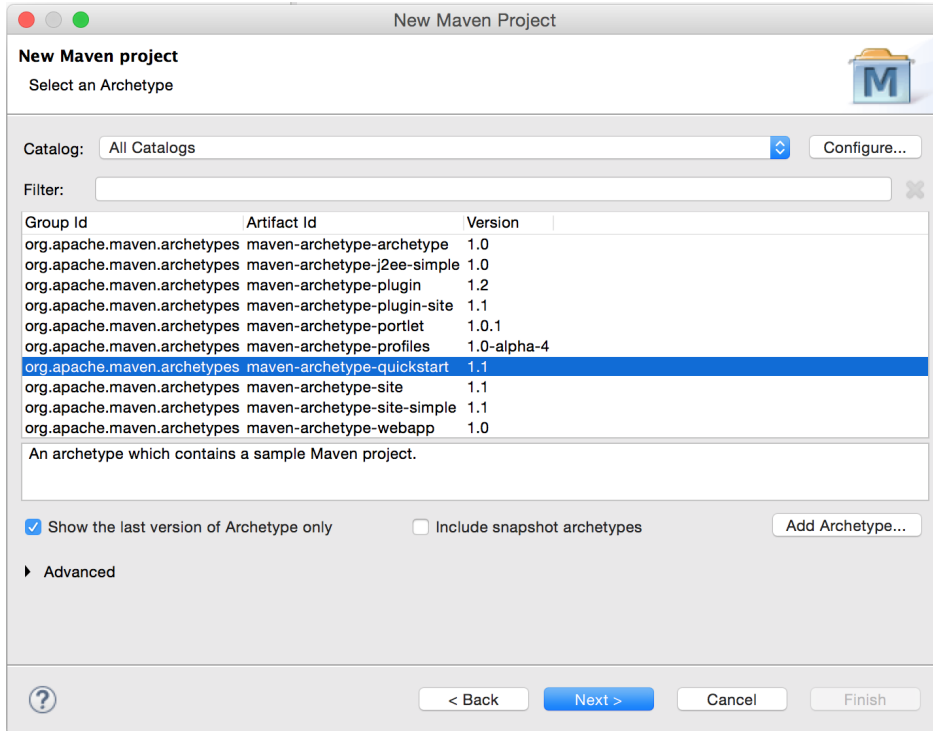 New Maven Project
New Maven project
Select an Archetype
M
Catalog: All Catalogs Configure...
Filter:
Group Id Artifact Id Version
org.apache.maven.archetypes maven-archetype-archetype 1.0
org.apache.maven.archetypes maven-archetype-j2ee-simple 1.0
org.apache.maven.archetypes maven-archetype-plugin 1.2
org.apache.maven.archetypes maven-archetype-plugin-site 1.1
org.apache.maven.archetypes maven-archetype-portlet 1.0.1
org.apache.maven.archetypes maven-archetype-profiles 1.0-alpha-4
org.apache.maven.archetypes maven-archetype-quickstart 1.1
org.apache.maven.archetypes maven-archetype-site 1.1
org.apache.maven.archetypes maven-archetype-site-simple 1.1
org.apache.maven.archetypes maven-archetype-webapp 1.0
An archetype which contains a sample Maven project.
Show the last version of Archetype only Include snapshot archetypes Add Archetype...
Advanced
? < Back Next > Cancel Finish